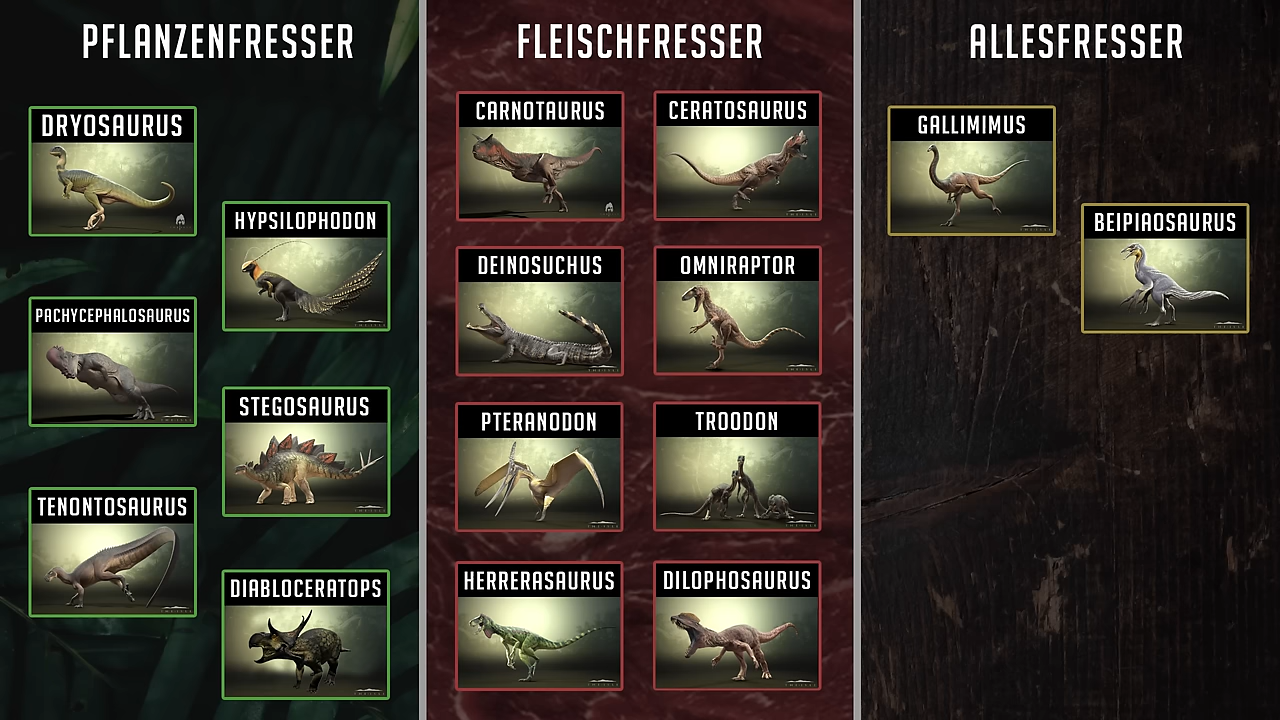 PFLANZENFRESSER
DRYOSAURUS
HYPSILOPHODON
PACHYCEPHALOSAURUS
STEGOSAURUS
TENONTOSAURUS
DIABLOCERATOPS
FLEISCHFRESSER
CARNOTAURUS
CERATOSAURUS
DEINOSUCHUS
OMNIRAPTOR
PTERANODON
TROODON
HERRERASAURUS
DILOPHOSAURUS
ALLESFRESSER
GALLIMIMUS
BEIPIAOSAURUS